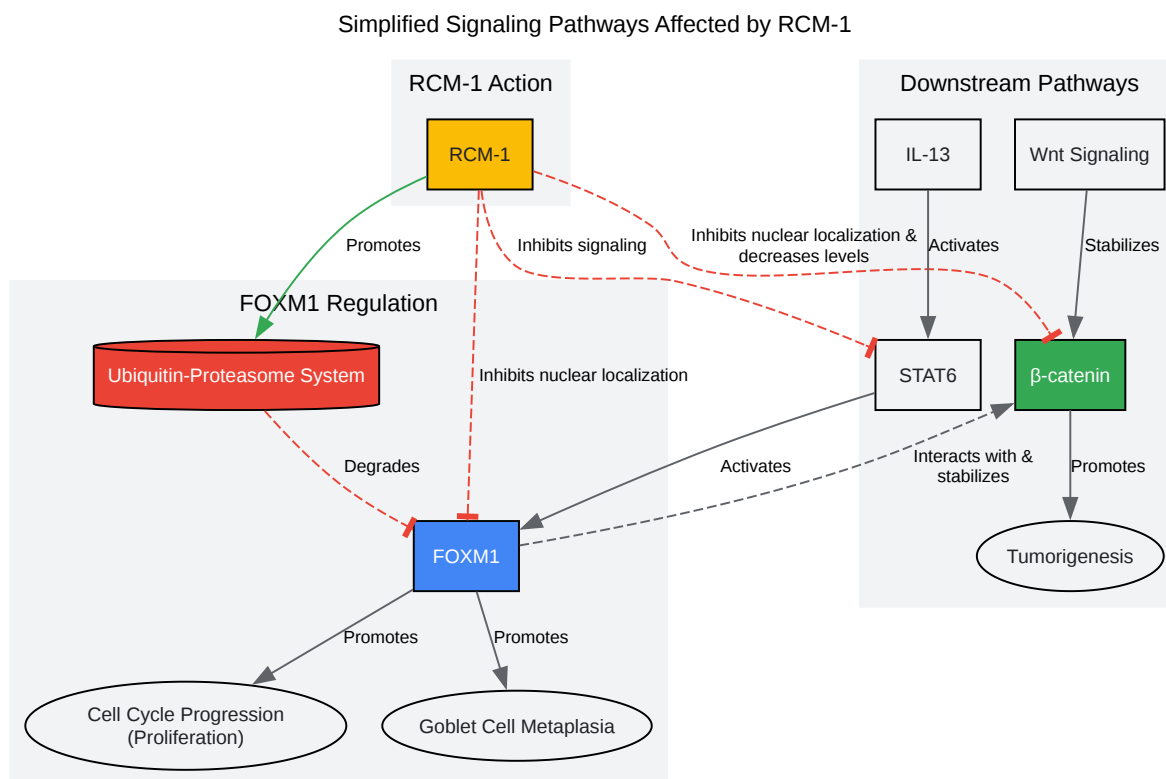 Simplified Signaling Pathways Affected by RCM-1
RCM-1 Action
Downstream Pathways
RCM-1
IL-13
Wnt Signaling
Promotes
Inhibits signaling
Inhibits nuclear localization &
decreases levels
Activates
Stabilizes
FOXM1 Regulation
Ubiquitin-Proteasome System
Inhibits nuclear localization
STAT6
β-catenin
Degrades
Activates
Interacts with &
stabilizes
Promotes
FOXM1
Tumorigenesis
Promotes
Promotes
Cell Cycle Progression
(Proliferation)
Goblet Cell Metaplasia